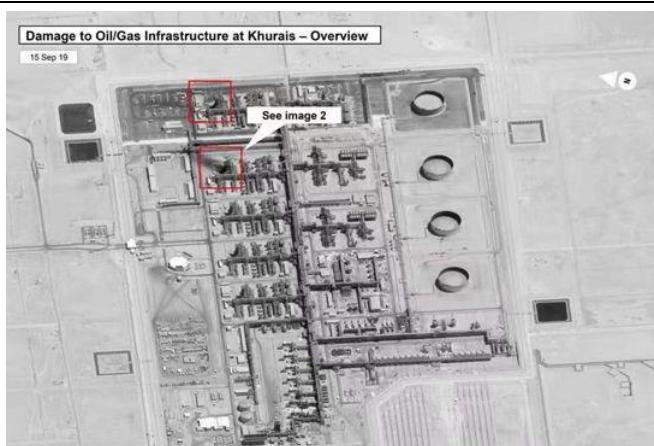 Damage to Oil/Gas Infrastructure at Khurais – Overview
15 Sep 19
N
See image 2